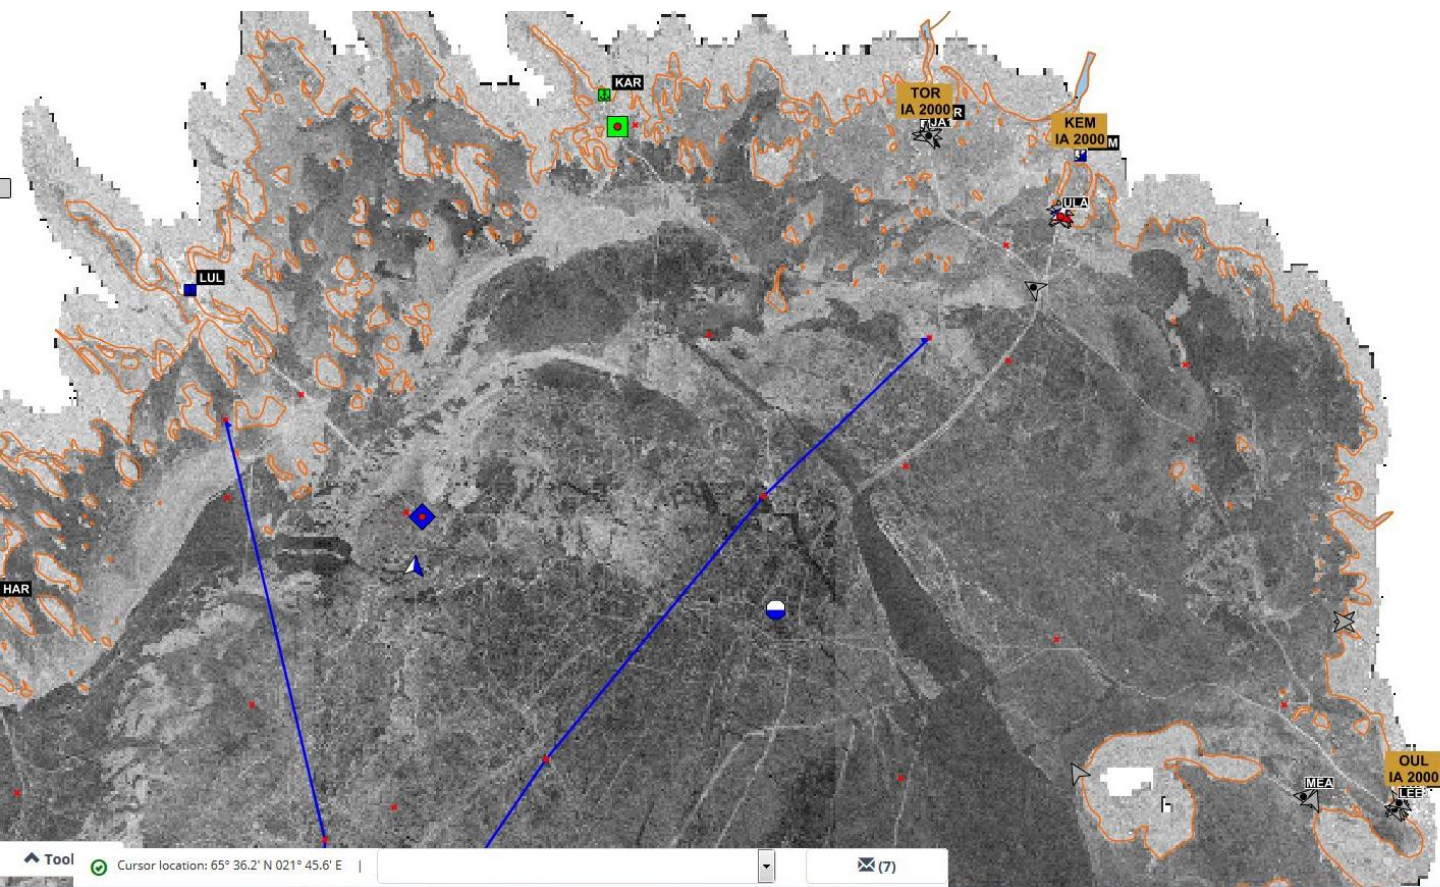 KAR
TOR
IA 2000
R
KEM
IA 2000
M
ULA
LUL
HAR
OUL
IA 2000
MEA
Tool
Cursor location: 65° 36.2' N 021° 45.6' E |
(7)